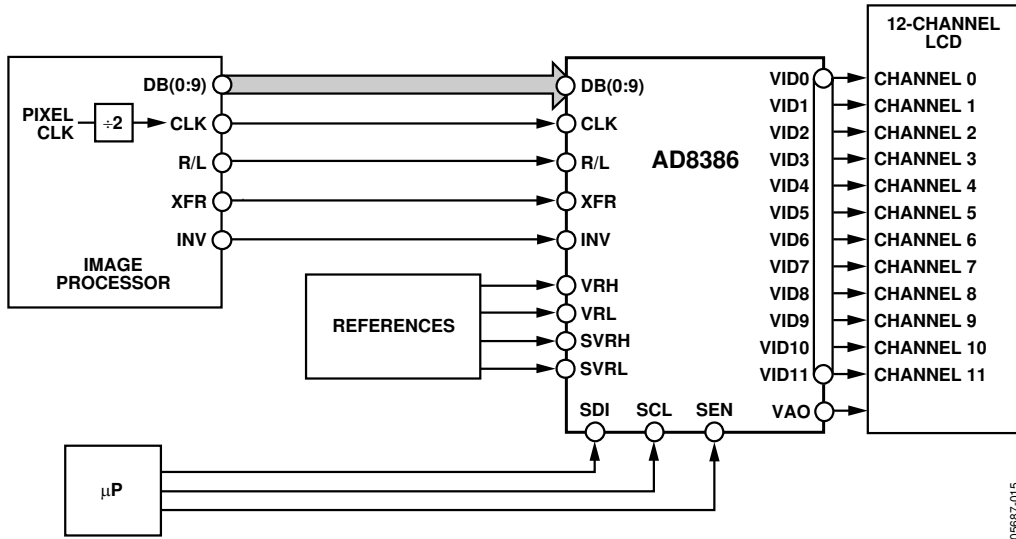 12-CHANNEL
LCD
DB(0:9)
PIXEL
CLK
÷2
CLK
R/L
XFR
INV
IMAGE
PROCESSOR
REFERENCES
µP
DB(0:9)
CLK
R/L
XFR
INV
VRH
VRL
SVRH
SVRL
AD8386
SDI SCL SEN
VID0
VID1
VID2
VID3
VID4
VID5
VID6
VID7
VID8
VID9
VID10
VID11
VAO
CHANNEL 0
CHANNEL 1
CHANNEL 2
CHANNEL 3
CHANNEL 4
CHANNEL 5
CHANNEL 6
CHANNEL 7
CHANNEL 8
CHANNEL 9
CHANNEL 10
CHANNEL 11
05687-015